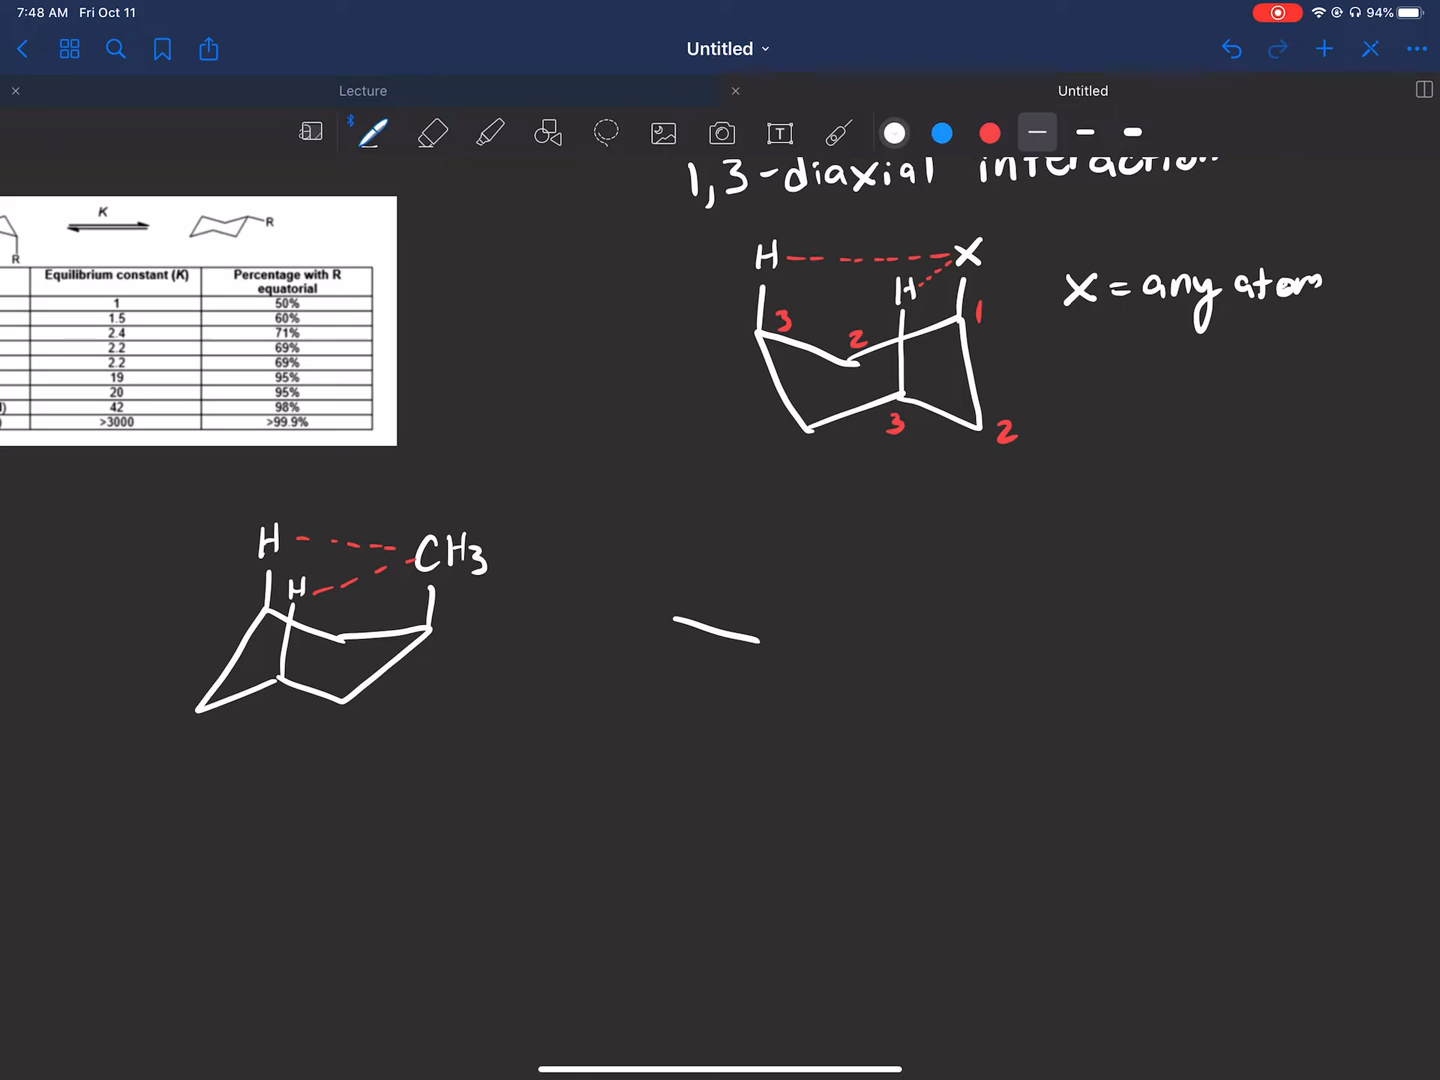 7:48 AM Fri Oct 11
94%
Untitled
Lecture
Untitled
T
1,3-diaxial interaction
K
R
R
Equilibrium constant (K) Percentage with R equatorial
1 50%
1.5 60%
2.4 71%
2.2 69%
2.2 69%
19 95%
20 95%
) 42 98%
) >3000 >99.9%
H X
H
X = any atom
3 1
2
3 2
H CH3
H